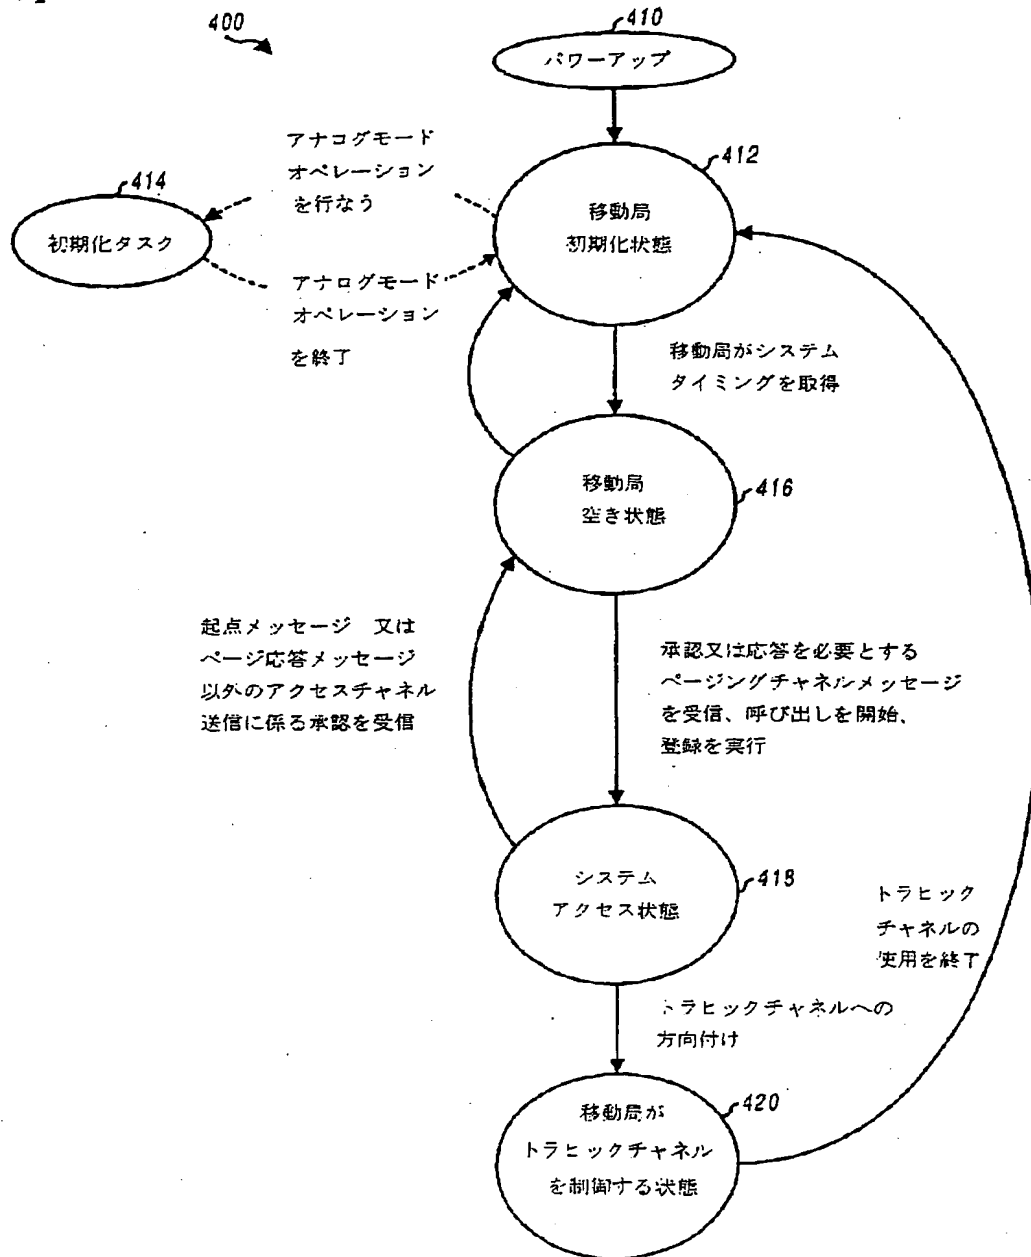 400
410
パワーアップ
412
移動局
初期化状態
アナログモード
オペレーション
を行なう
414
初期化タスク
アナログモード
オペレーション
を終了
移動局がシステム
タイミングを取得
移動局
空き状態
416
起点メッセージ 又は
ページ応答メッセージ
以外のアクセスチャネル
送信に係る承認を受信
承認又は応答を必要とする
ページングチャネルメッセージ
を受信、呼び出しを開始、
登録を実行
システム
アクセス状態
418
トラヒック
チャネルの
使用を終了
トラヒックチャネルへの
方向付け
420
移動局が
トラヒックチャネル
を制御する状態